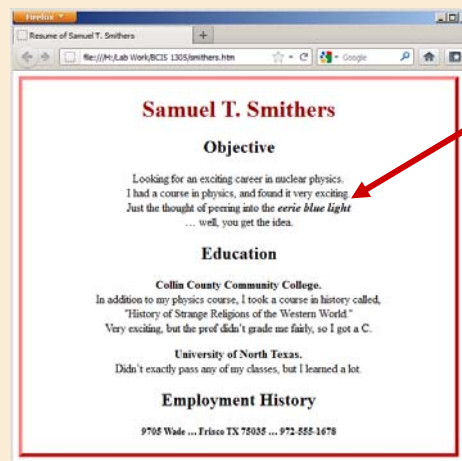 Firefox
Resume of Samuel T. Smithers
+
file:///H:/Lab Work/BCIS 1305/smithers.htm
Google
Samuel T. Smithers
Objective
Looking for an exciting career in nuclear physics.
I had a course in physics, and found it very exciting.
Just the thought of peering into the eerie blue light
… well, you get the idea.
Education
Collin County Community College.
In addition to my physics course, I took a course in history called,
"History of Strange Religions of the Western World."
Very exciting, but the prof didn't grade me fairly, so I got a C.
University of North Texas.
Didn't exactly pass any of my classes, but I learned a lot.
Employment History
9705 Wade ... Frisco TX 75035 ... 972-555-1678